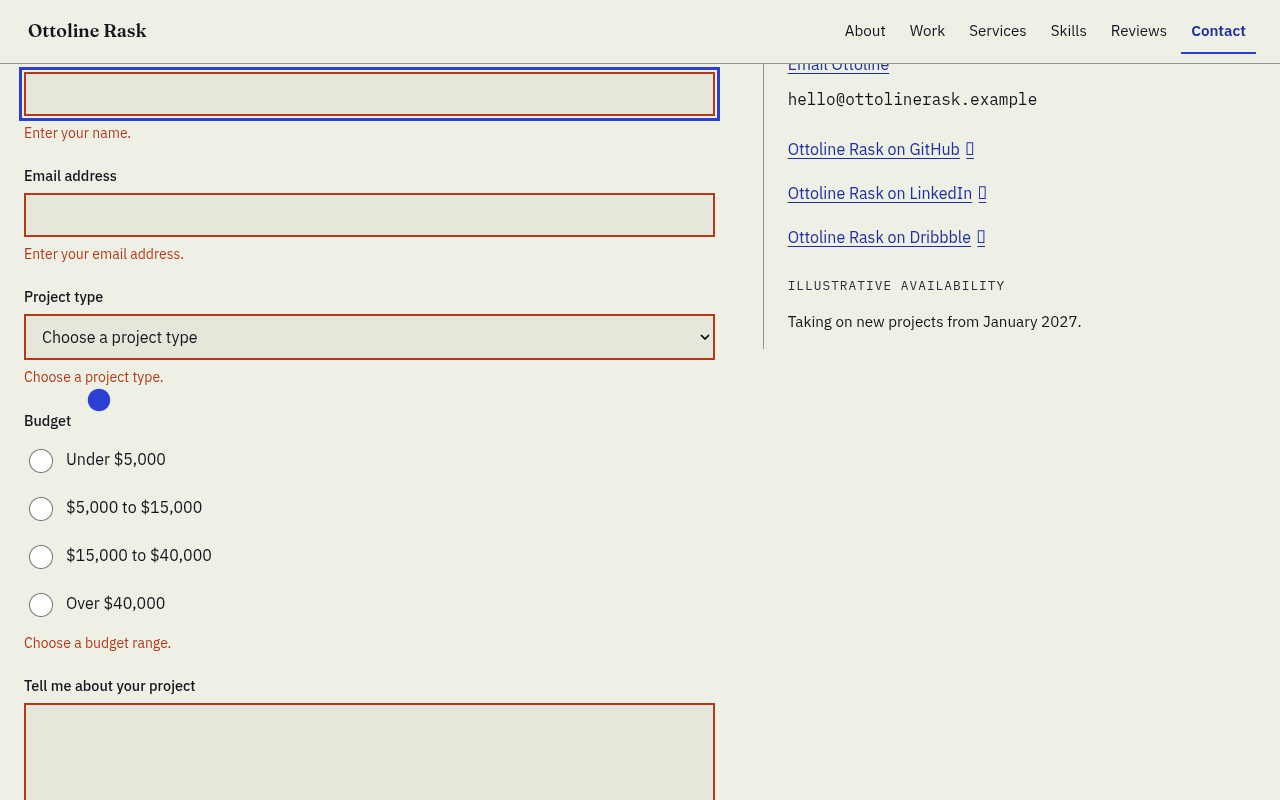 Ottoline Rask
About Work Services Skills Reviews Contact
Enter your name.
Email address
Enter your email address.
Project type
Choose a project type
Choose a project type.
Budget
Under $5,000
$5,000 to $15,000
$15,000 to $40,000
Over $40,000
Choose a budget range.
Tell me about your project
Email Ottoline
hello@ottolinerask.example
Ottoline Rask on GitHub
Ottoline Rask on LinkedIn
Ottoline Rask on Dribbble
ILLUSTRATIVE AVAILABILITY
Taking on new projects from January 2027.